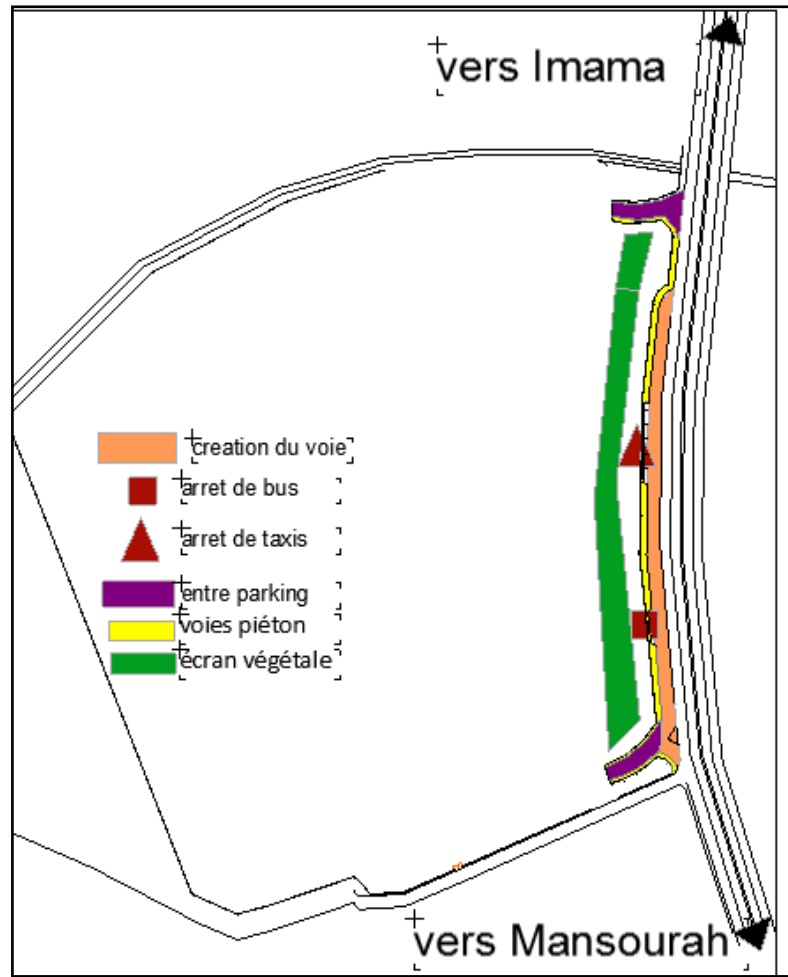 vers Imama
creation du voie
arret de bus
arret de taxis
entre parking
voies piéton
écran végétale
vers Mansourah